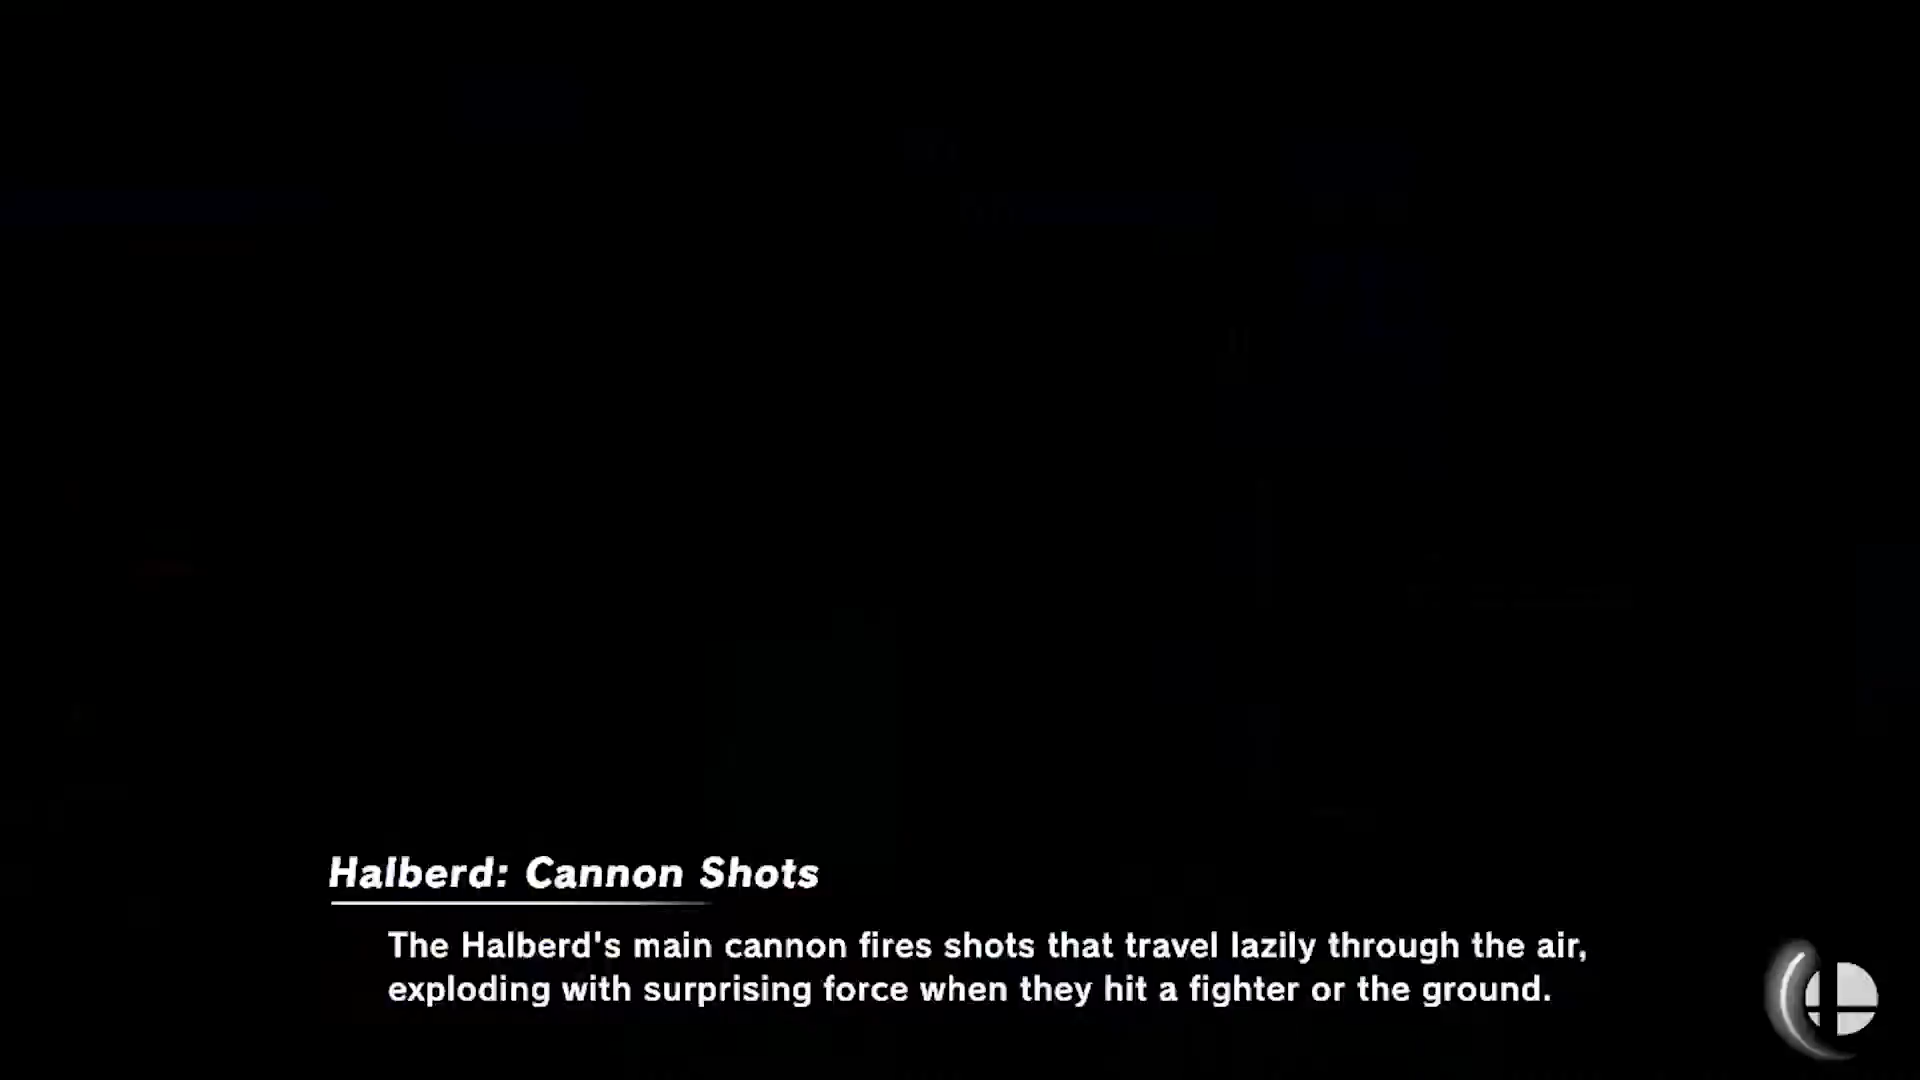 Halberd: Cannon Shots
The Halberd's main cannon fires shots that travel lazily through the air,
exploding with surprising force when they hit a fighter or the ground.